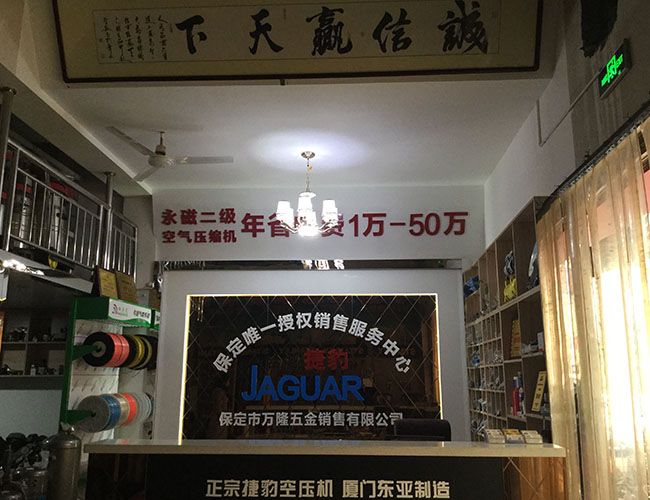 誠信赢天下
永磁二级
空气压缩机
年省
费1万-50万
保定唯一授权销售服务中心
捷豹
JAGUAR
保定市万隆五金销售有限公司
正宗捷豹空压机 厦门东亚制造